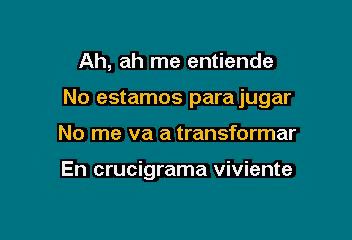 Ah, ah me entiende
No estamos para jugar
No me va a transformar
En crucigrama viviente